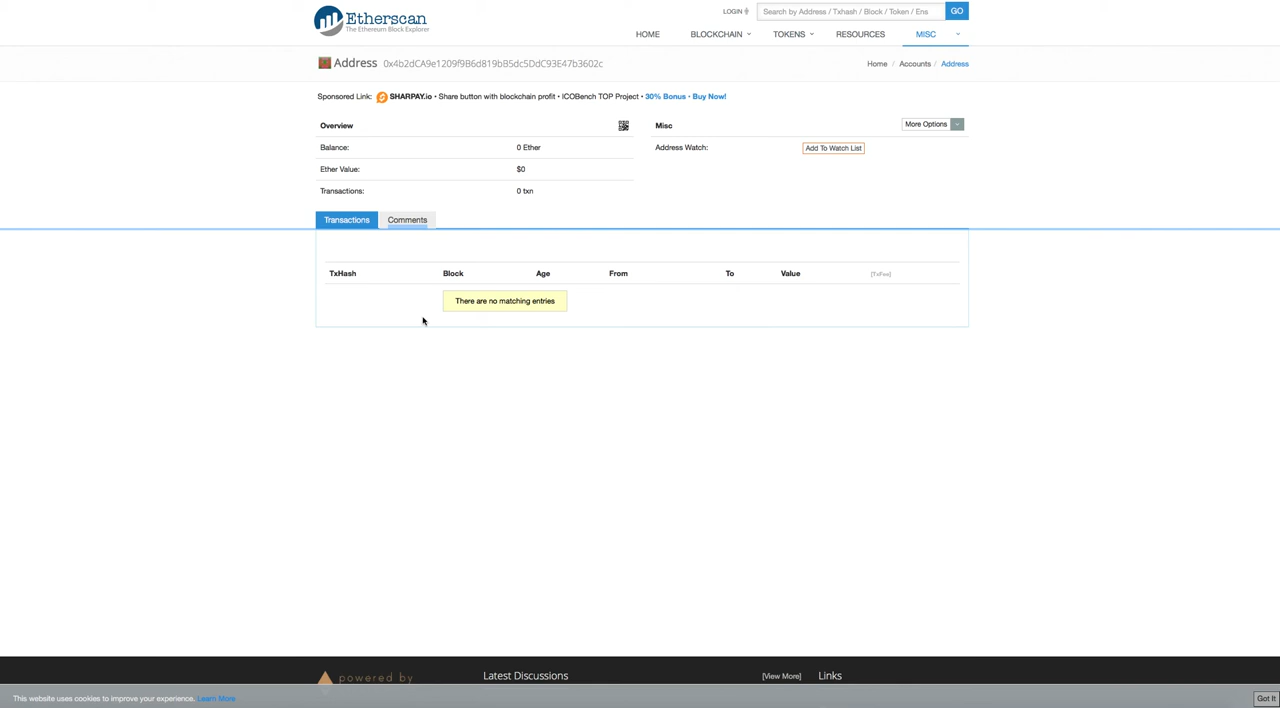 LOGIN
Search by Address / Txhash / Block / Token / Ens
GO
Etherscan
The Ethereum Block Explorer
HOME
BLOCKCHAIN
TOKENS
RESOURCES
MISC
Address 0x4b2dCA9e1209f9B6d819bB5dc5DdC93E47b3602c
Home / Accounts / Address
Sponsored Link: SHARPAY.io • Share button with blockchain profit • ICOBench TOP Project • 30% Bonus - Buy Now!
Overview
Balance: 0 Ether
Ether Value: $0
Transactions: 0 txn
Misc
More Options
Address Watch: Add To Watch List
Transactions
Comments
TxHash Block Age From To Value [TxFee]
There are no matching entries
powered by
Latest Discussions
[View More]
Links
This website uses cookies to improve your experience. Learn More
Got It